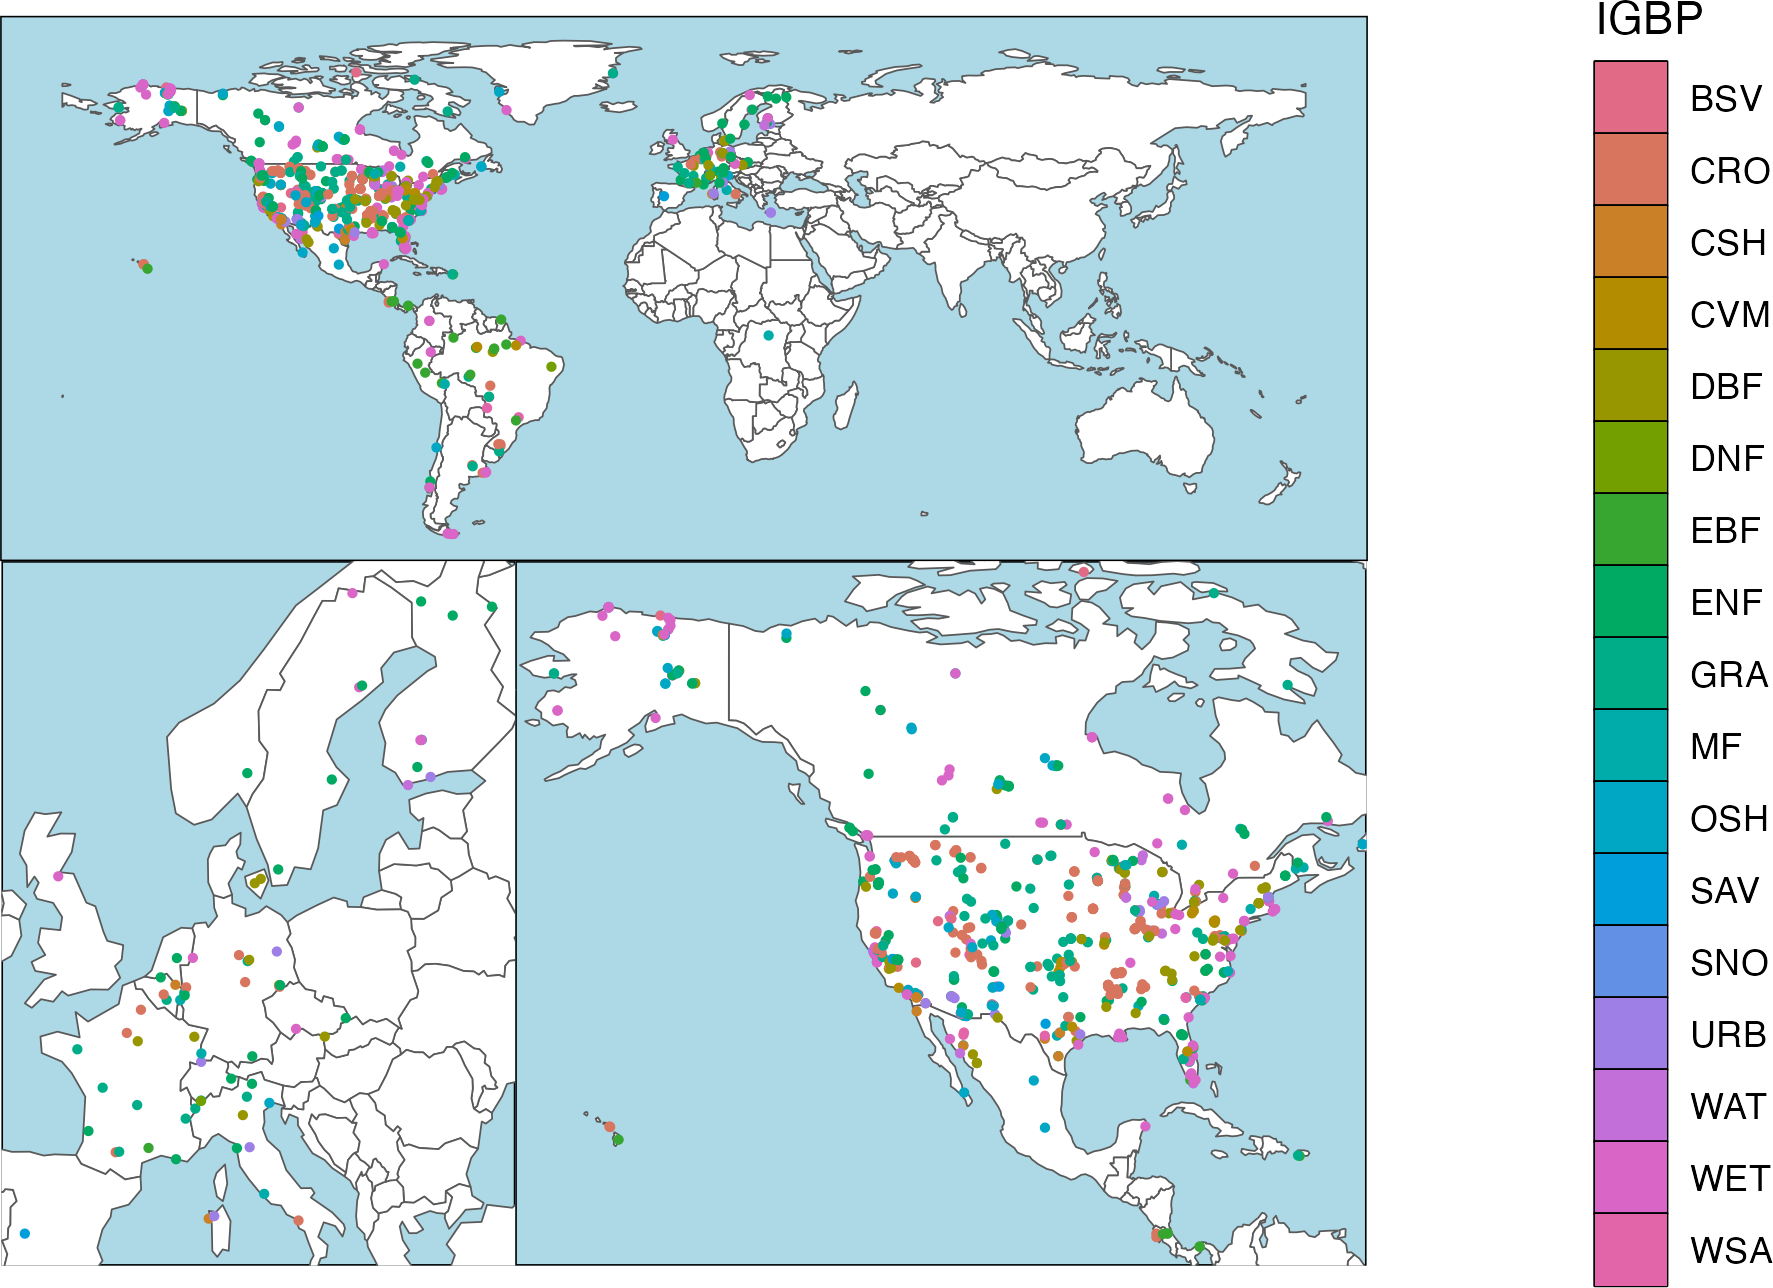 IGBP
BSV
CRO
CSH
CVM
DBF
DNF
EBF
ENF
GRA
MF
OSH
SAV
SNO
URB
WAT
WET
WSA